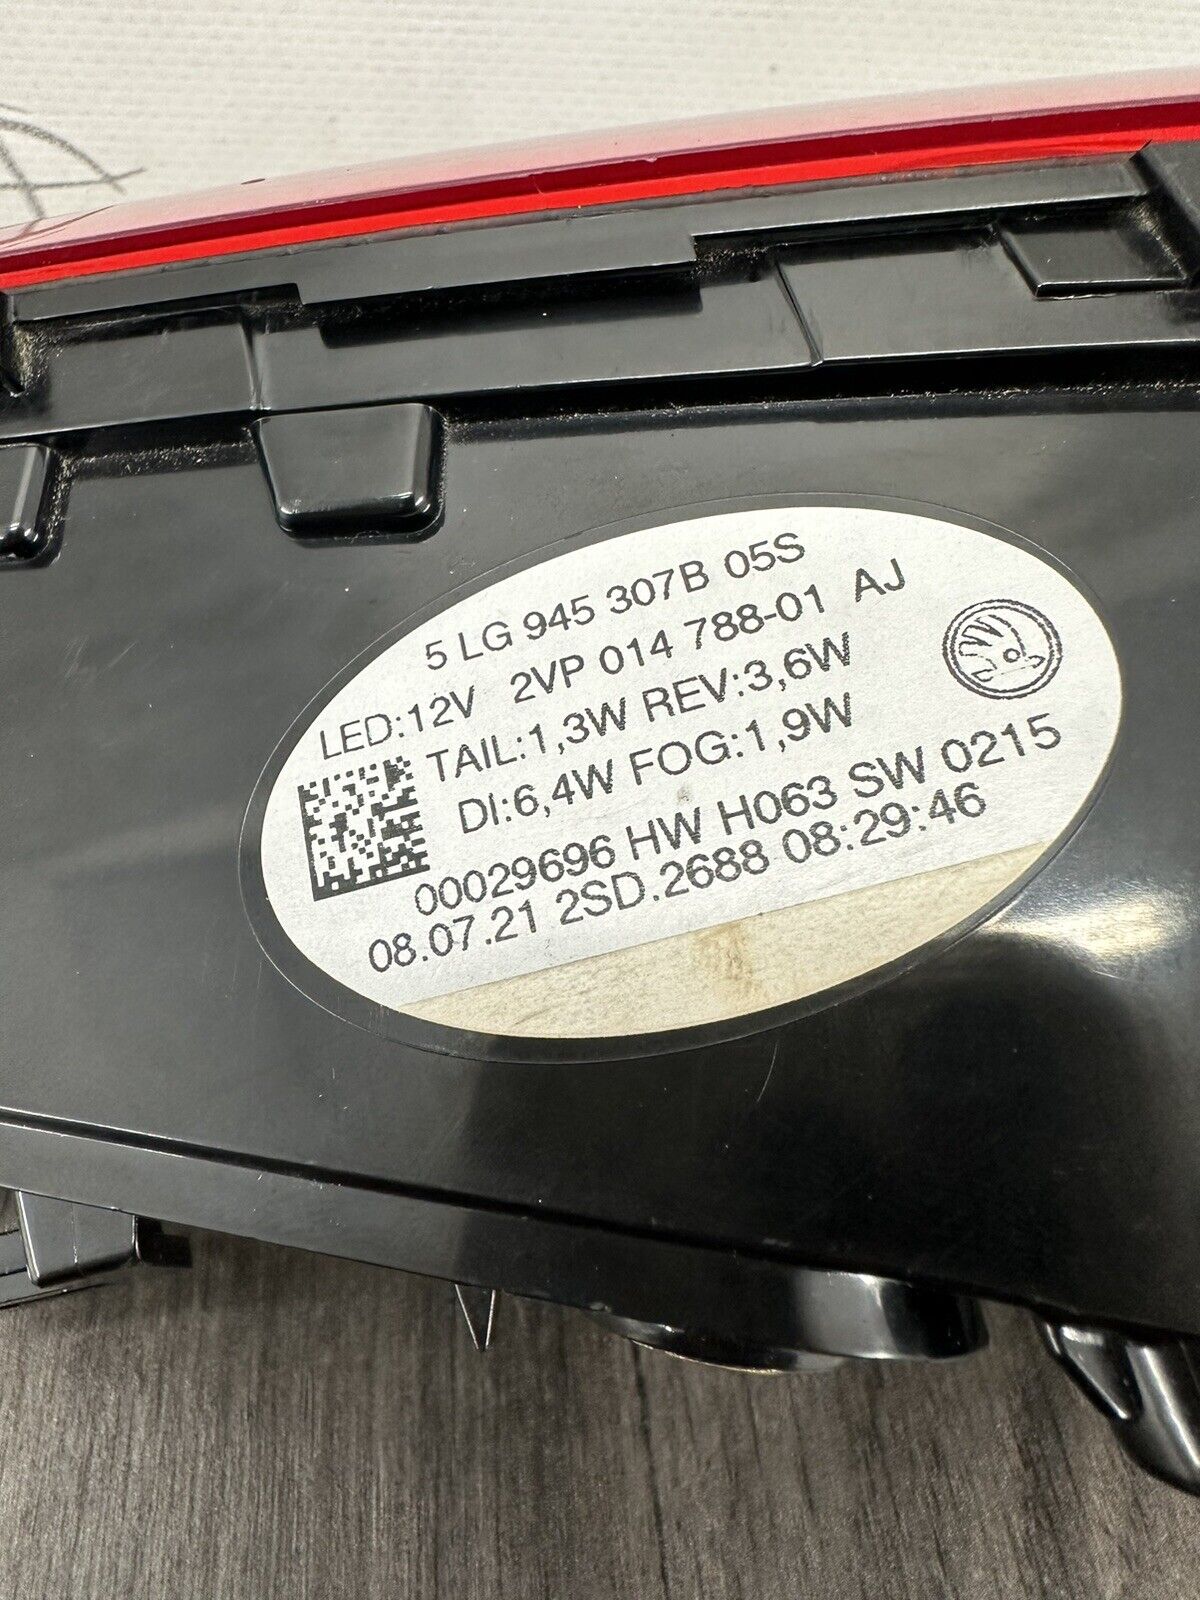 5 LG 945 307B 05S
LED:12V 2VP 014 788-01 AJ
TAIL:1,3W REV:3,6W
DI:6,4W FOG:1,9W
00029696 HW H063 SW 0215
08.07.21 2SD.2688 08:29:46